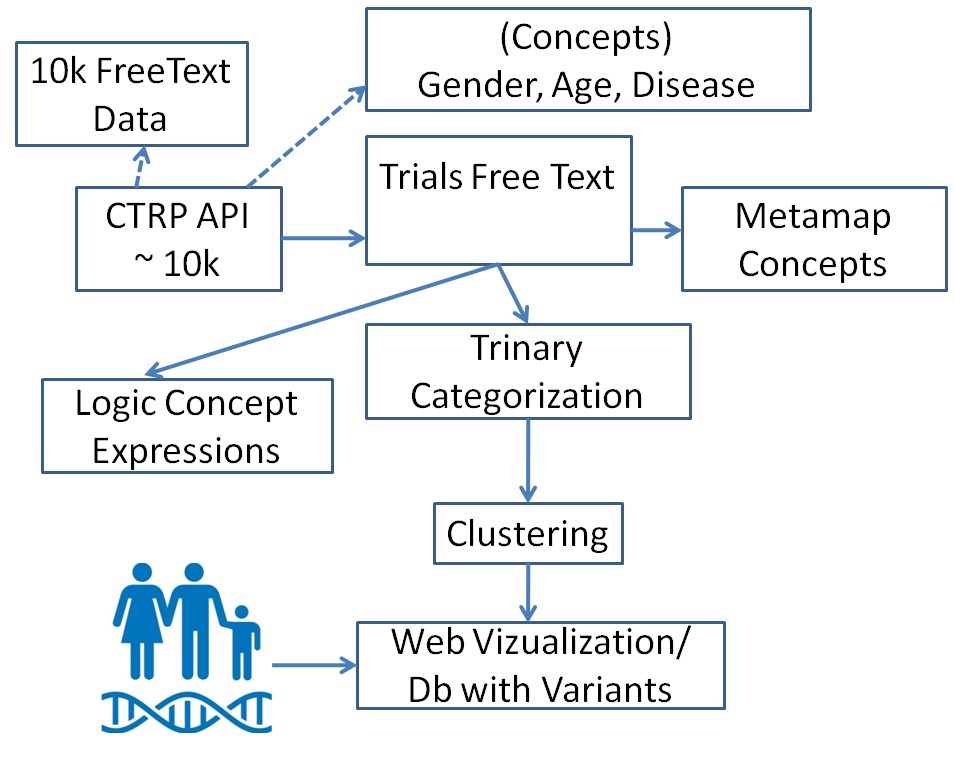 (Concepts)
Gender, Age, Disease
10k FreeText
Data
Trials Free Text
CTRP API
~ 10k
Metamap
Concepts
Trinary
Categorization
Logic Concept
Expressions
Clustering
Web Vizualization/
Db with Variants